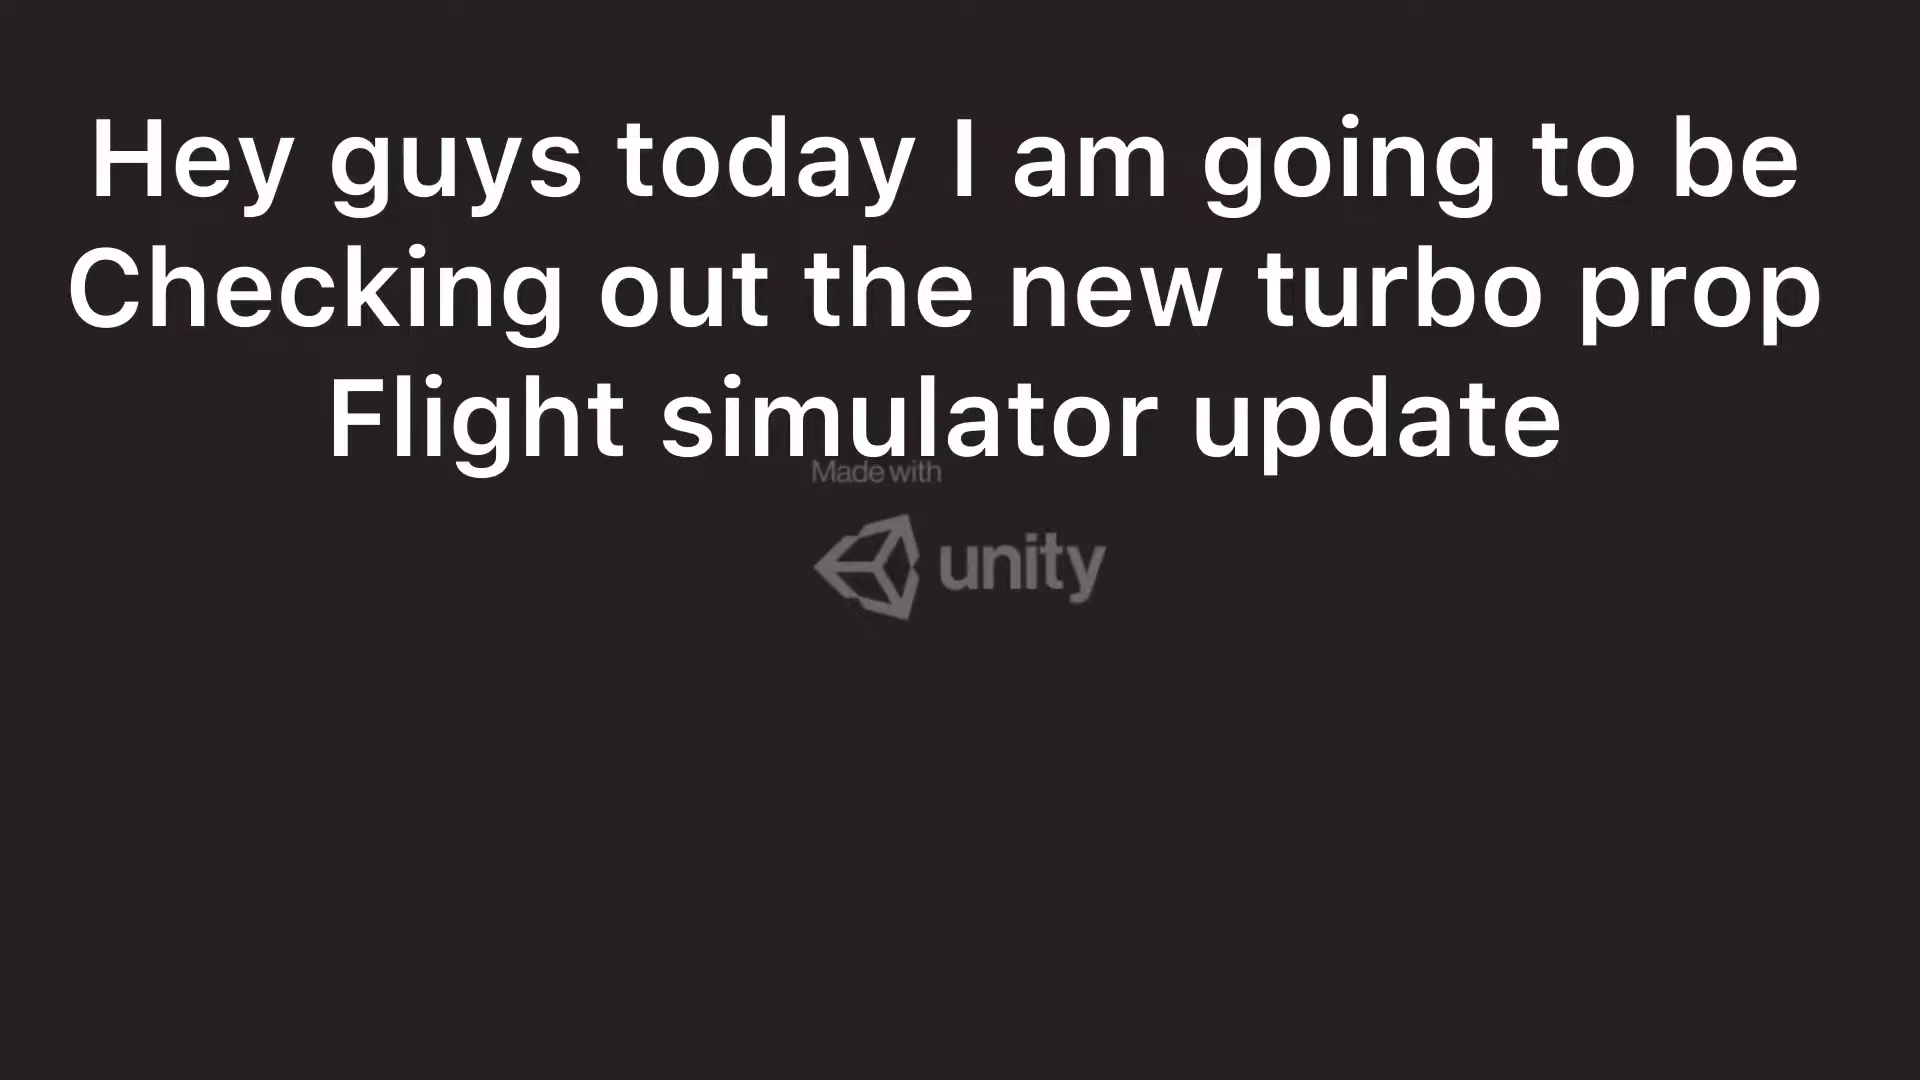 Hey guys today I am going to be
Checking out the new turbo prop
Flight simulator update
Made with
unity